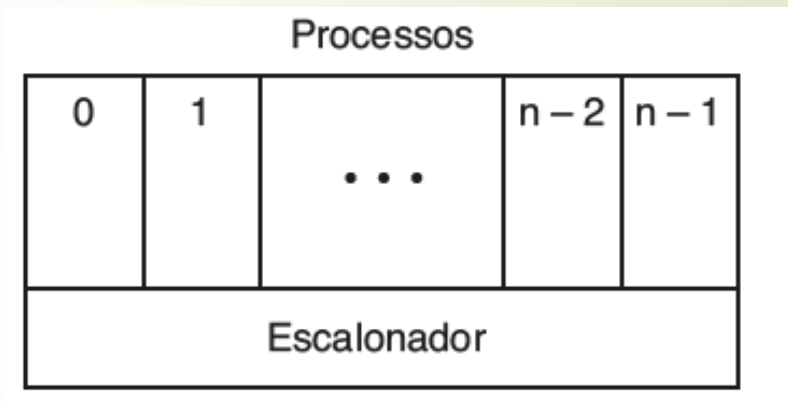 Processos
0 1 • • • n – 2 n – 1
Escalonador